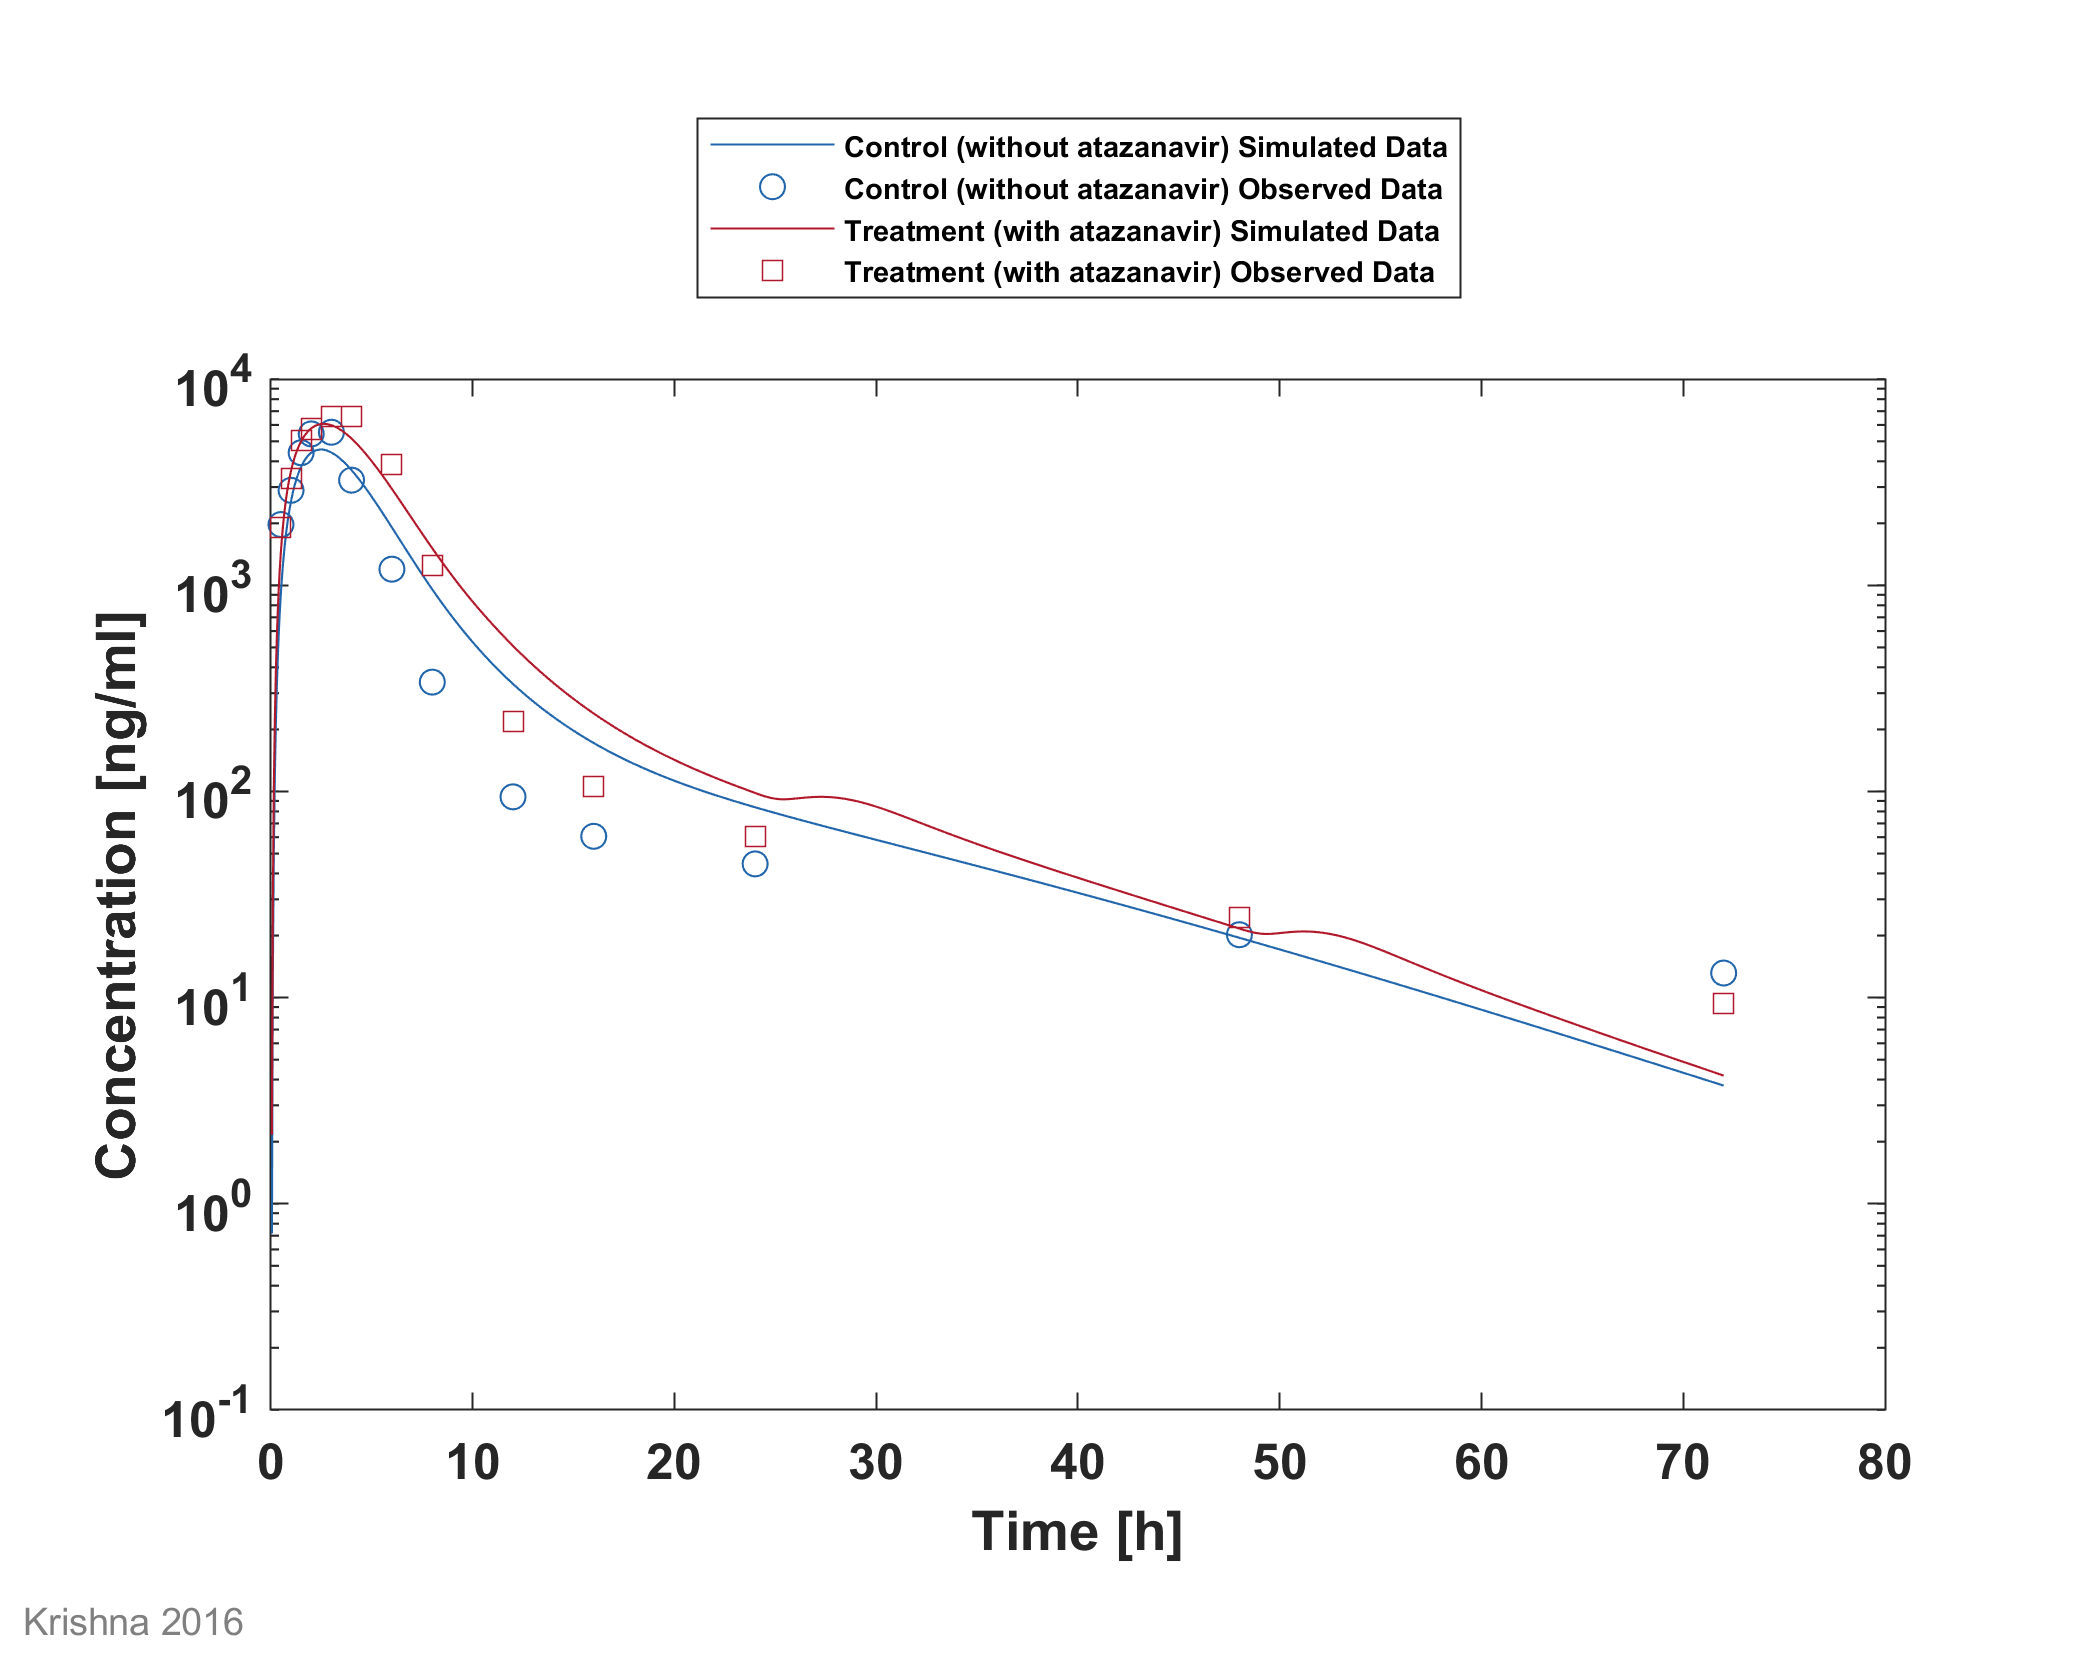 Control (without atazanavir) Simulated Data
Control (without atazanavir) Observed Data
Treatment (with atazanavir) Simulated Data
Treatment (with atazanavir) Observed Data
10^4
10^3
10^2
10^1
10^0
10^-1
Concentration [ng/ml]
0 10 20 30 40 50 60 70 80
Time [h]
Krishna 2016